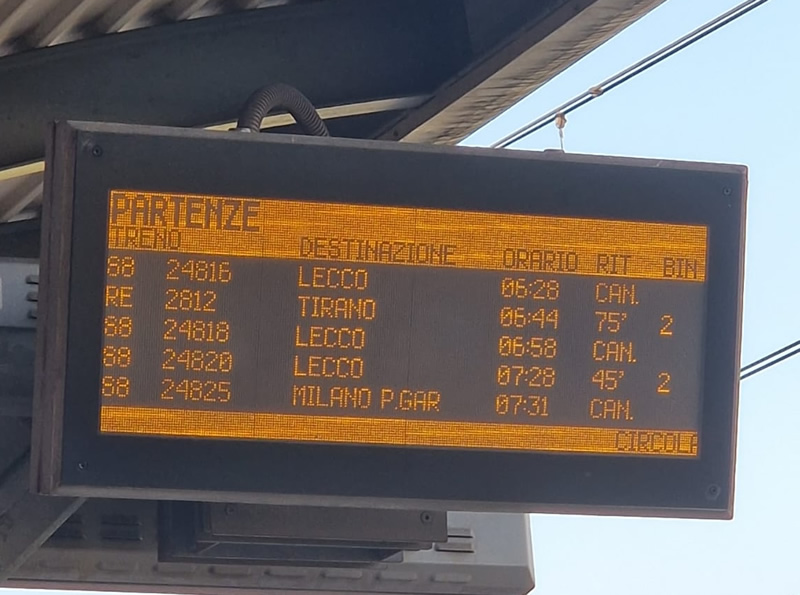 PARTENZE
TRENO DESTINAZIONE ORARIO RIT BIN
88 24816 LECCO 06:28 CAN.
RE 2812 TIRANO 06:44 75' 2
88 24818 LECCO 06:58 CAN.
88 24820 LECCO 07:28 45' 2
88 24825 MILANO P.GAR 07:31 CAN.
CIRCOLA